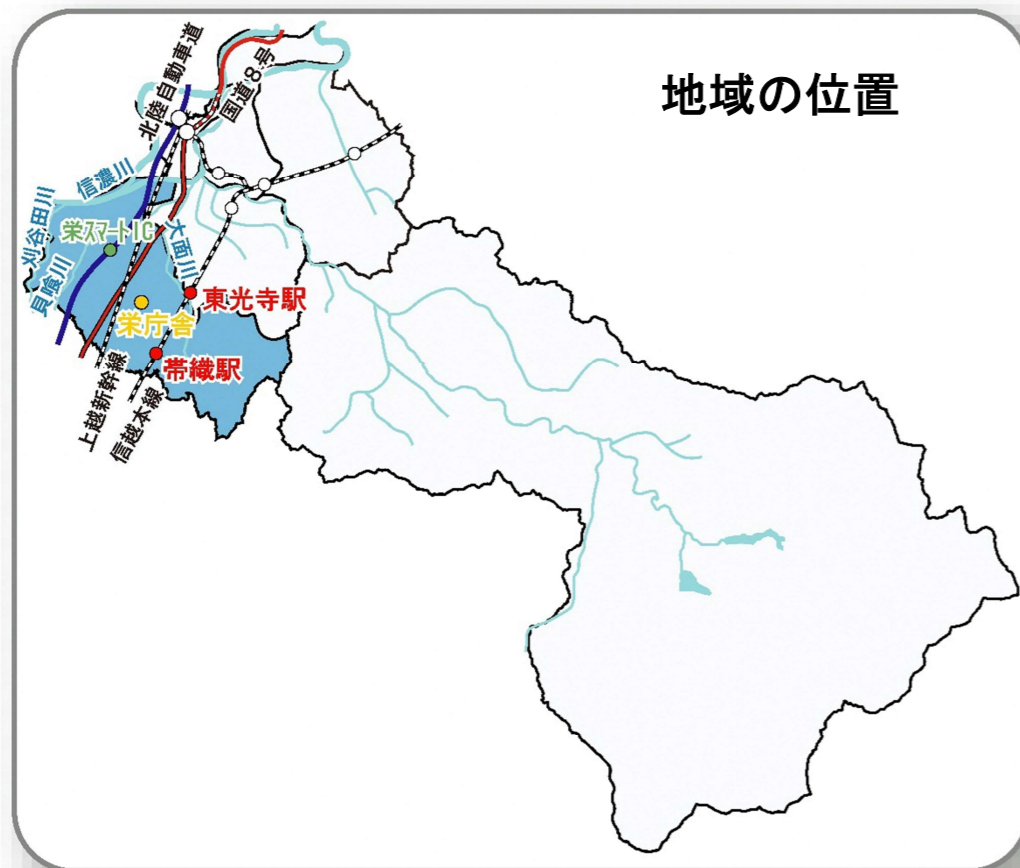 地域の位置
北陸自動車道
国道8号
信濃川
刈谷田川
栄スマートIC
大面川
貝喰川
東光寺駅
栄庁舎
帯織駅
上越新幹線
信越本線